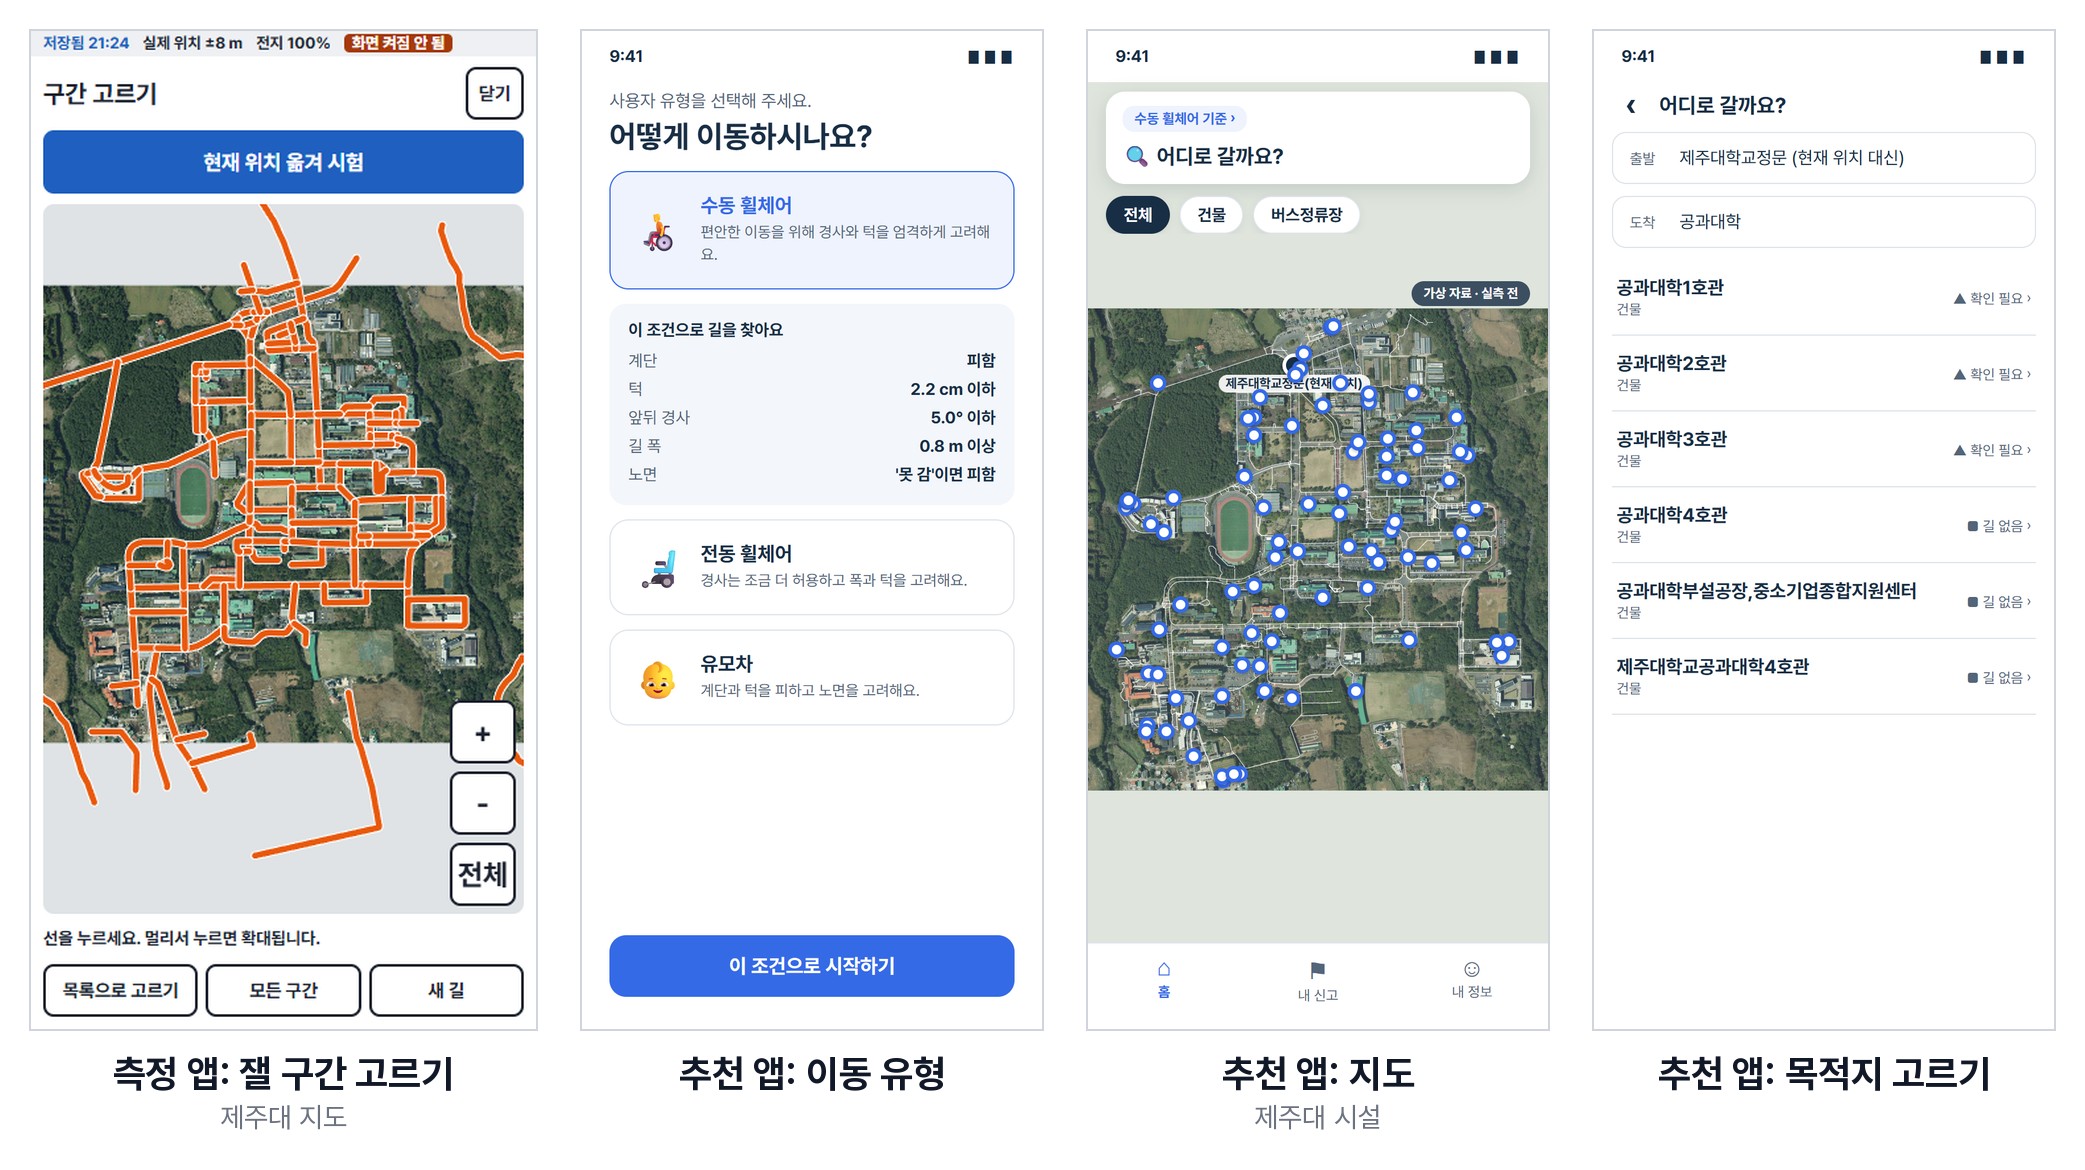 저장됨 21:24 실제 위치 ±8 m 전지 100% 화면 켜짐 안 됨
구간 고르기
닫기
현재 위치 옮겨 시험
+
-
전체
선을 누르세요. 멀리서 누르면 확대됩니다.
목록으로 고르기
모든 구간
새 길
측정 앱: 잴 구간 고르기
제주대 지도
9:41
사용자 유형을 선택해 주세요.
어떻게 이동하시나요?
수동 휠체어
편안한 이동을 위해 경사와 턱을 엄격하게 고려해
요.
이 조건으로 길을 찾아요
계단 피함
턱 2.2 cm 이하
앞뒤 경사 5.0° 이하
길 폭 0.8 m 이상
노면 '못 감'이면 피함
전동 휠체어
경사는 조금 더 허용하고 폭과 턱을 고려해요.
유모차
계단과 턱을 피하고 노면을 고려해요.
이 조건으로 시작하기
추천 앱: 이동 유형
9:41
수동 휠체어 기준 ›
어디로 갈까요?
전체
건물
버스정류장
가상 자료 · 실측 전
제주대학교정문(현재 위치)
홈
내 신고
내 정보
추천 앱: 지도
제주대 시설
9:41
‹ 어디로 갈까요?
출발 제주대학교정문 (현재 위치 대신)
도착 공과대학
공과대학1호관
건물
▲ 확인 필요 ›
공과대학2호관
건물
▲ 확인 필요 ›
공과대학3호관
건물
▲ 확인 필요 ›
공과대학4호관
건물
■ 길 없음 ›
공과대학부설공장,중소기업종합지원센터
건물
■ 길 없음 ›
제주대학교공과대학4호관
건물
■ 길 없음 ›
추천 앱: 목적지 고르기